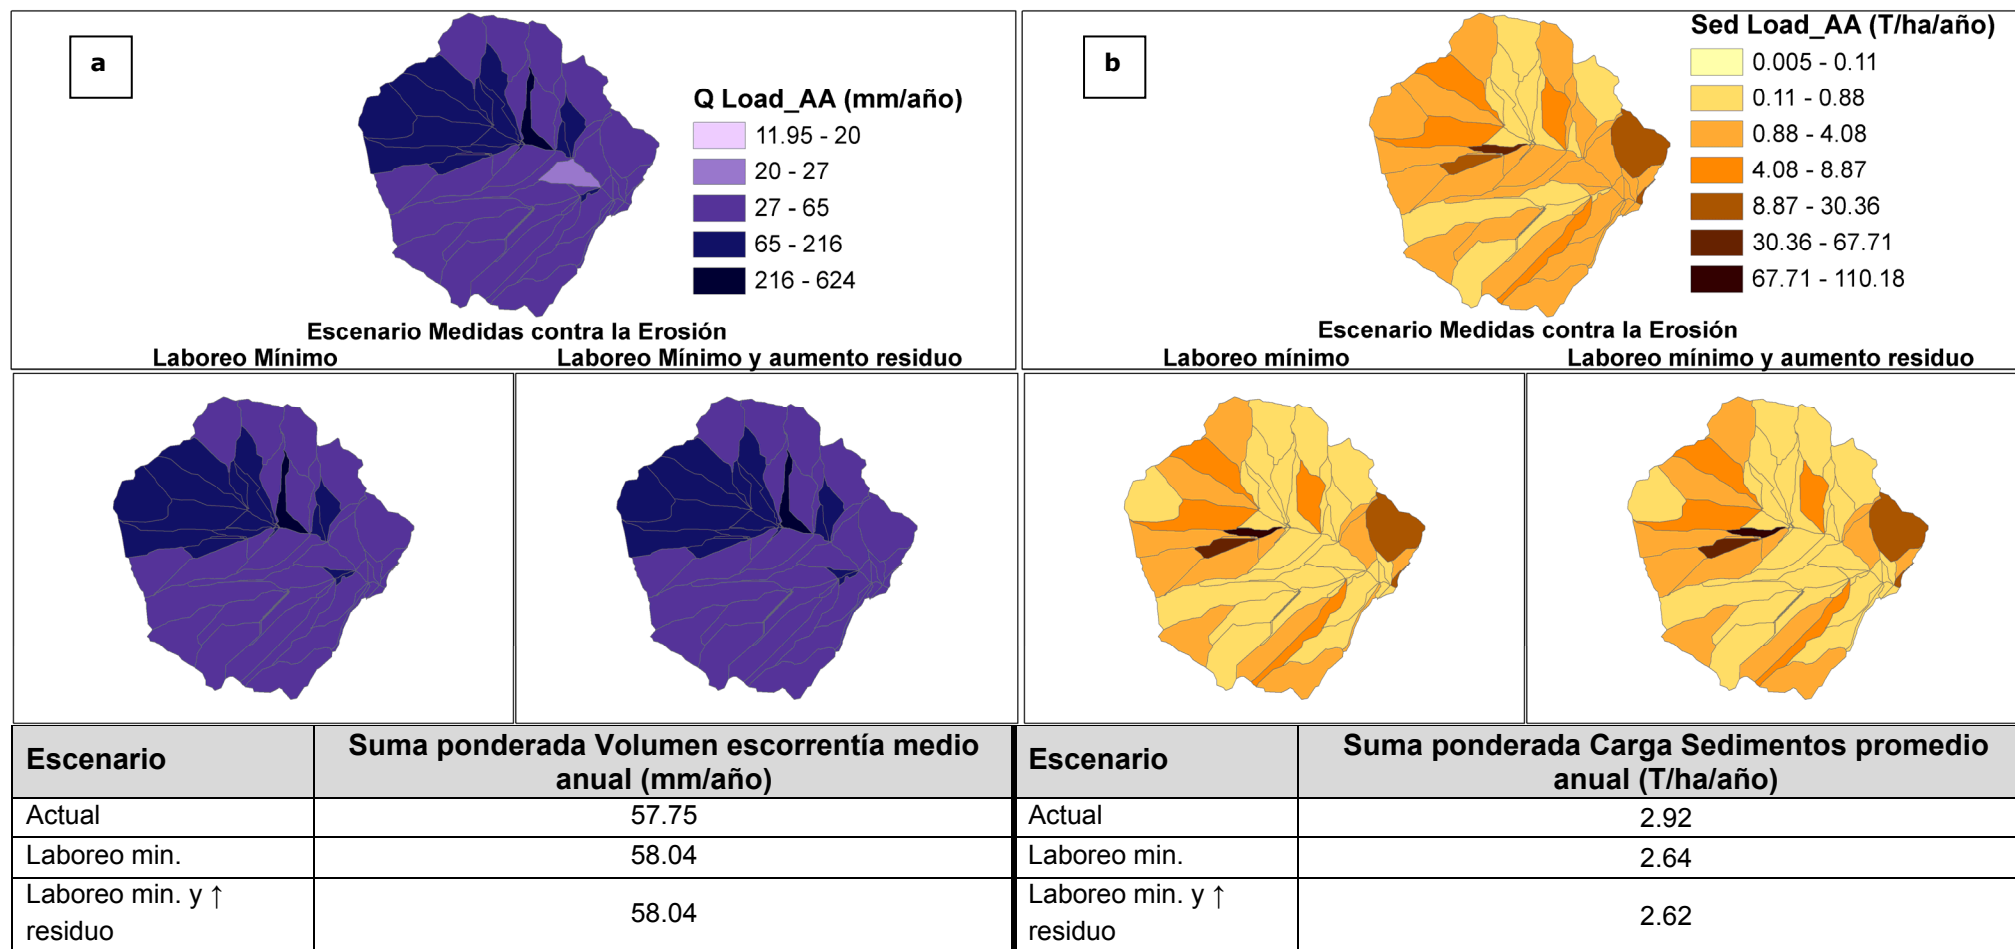 a
Q Load_AA (mm/año)
11.95 - 20
20 - 27
27 - 65
65 - 216
216 - 624
Escenario Medidas contra la Erosión
Laboreo Mínimo
Laboreo Mínimo y aumento residuo
b
Sed Load_AA (T/ha/año)
0.005 - 0.11
0.11 - 0.88
0.88 - 4.08
4.08 - 8.87
8.87 - 30.36
30.36 - 67.71
67.71 - 110.18
Escenario Medidas contra la Erosión
Laboreo mínimo
Laboreo mínimo y aumento residuo
Escenario
Suma ponderada Volumen escorrentía medio
anual (mm/año)
Actual
57.75
Laboreo min.
58.04
Laboreo min. y ↑
residuo
58.04
Escenario
Suma ponderada Carga Sedimentos promedio
anual (T/ha/año)
Actual
2.92
Laboreo min.
2.64
Laboreo min. y ↑
residuo
2.62